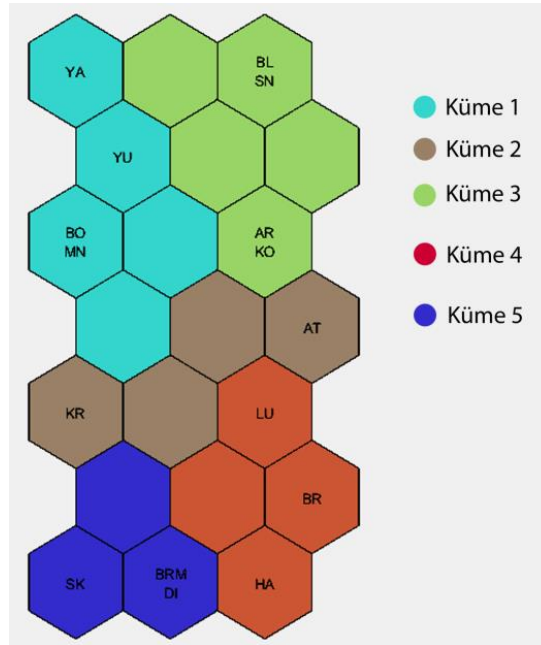 YA
BL
SN
YU
BO
MN
AR
KO
AT
KR
LU
BR
SK
BRM
DI
HA
Küme 1
Küme 2
Küme 3
Küme 4
Küme 5